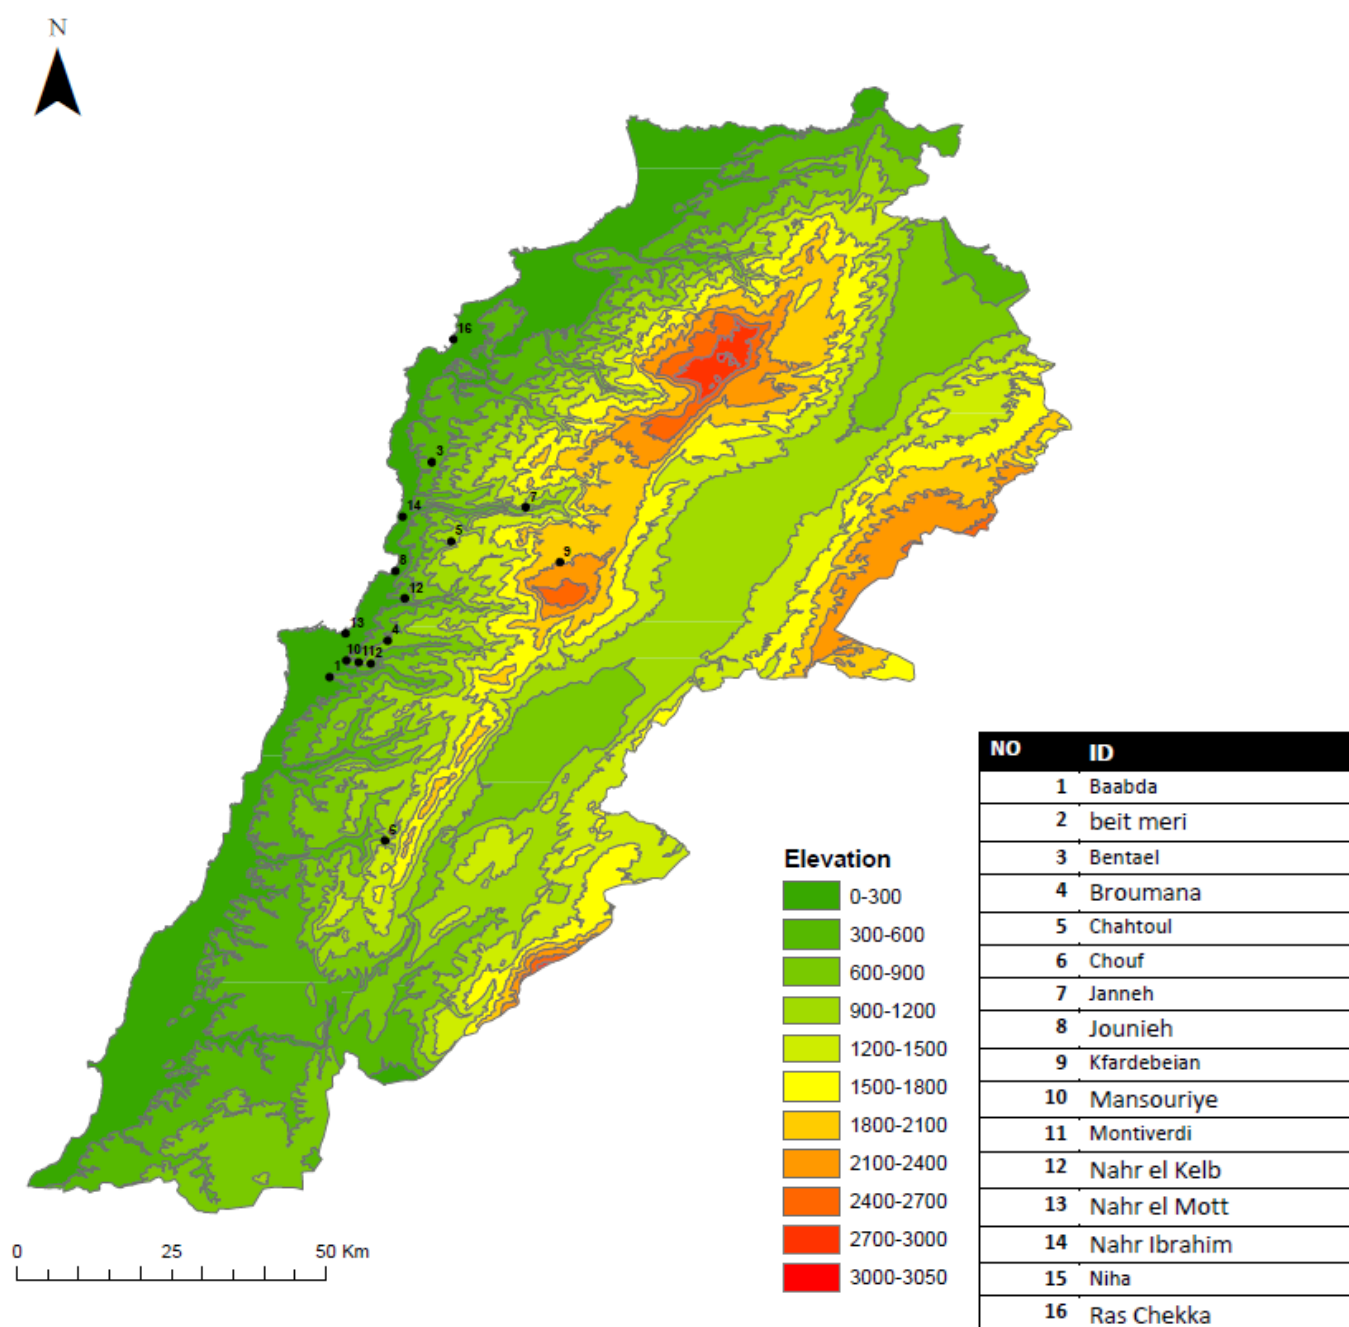 N
16
3
7
14
5
9
8
12
13
4
10 11 2
1
6
NO ID
1 Baabda
2 beit meri
3 Bentael
4 Broumana
5 Chahtoul
6 Chouf
7 Janneh
8 Jounieh
9 Kfardebeian
10 Mansouriye
11 Montiverdi
12 Nahr el Kelb
13 Nahr el Mott
14 Nahr Ibrahim
15 Niha
16 Ras Chekka
Elevation
0-300
300-600
600-900
900-1200
1200-1500
1500-1800
1800-2100
2100-2400
2400-2700
2700-3000
3000-3050
0 25 50 Km